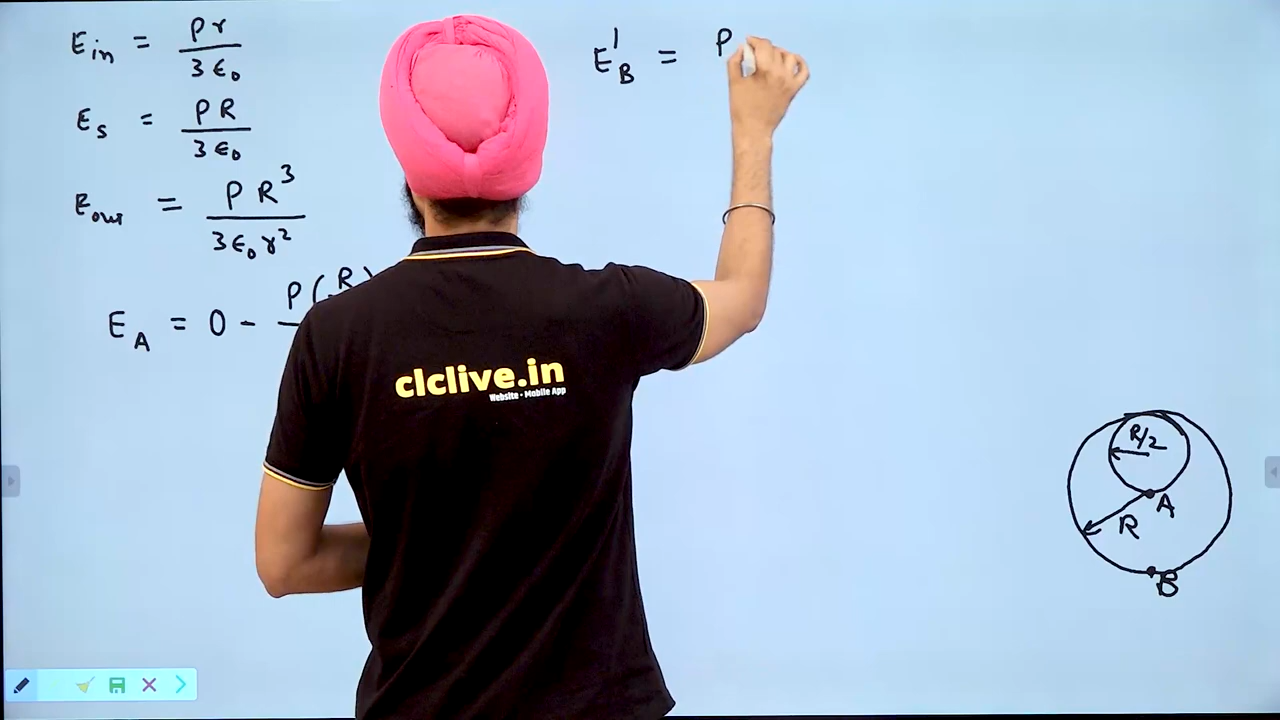 E_in = ρr / 3ε₀
E_s = ρR / 3ε₀
E_out = ρR³ / 3ε₀r²
E_A = 0 - ρ(R
E'_B = ρ
clclive.in
Website • Mobile App
R/2
A
R
B